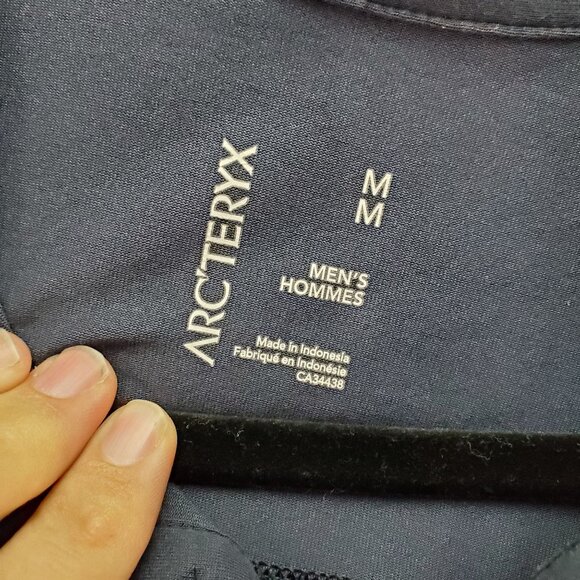 ARC'TERYX
M
M
MEN'S
HOMMES
Made in Indonesia
Fabriqué en Indonésie
CA34438